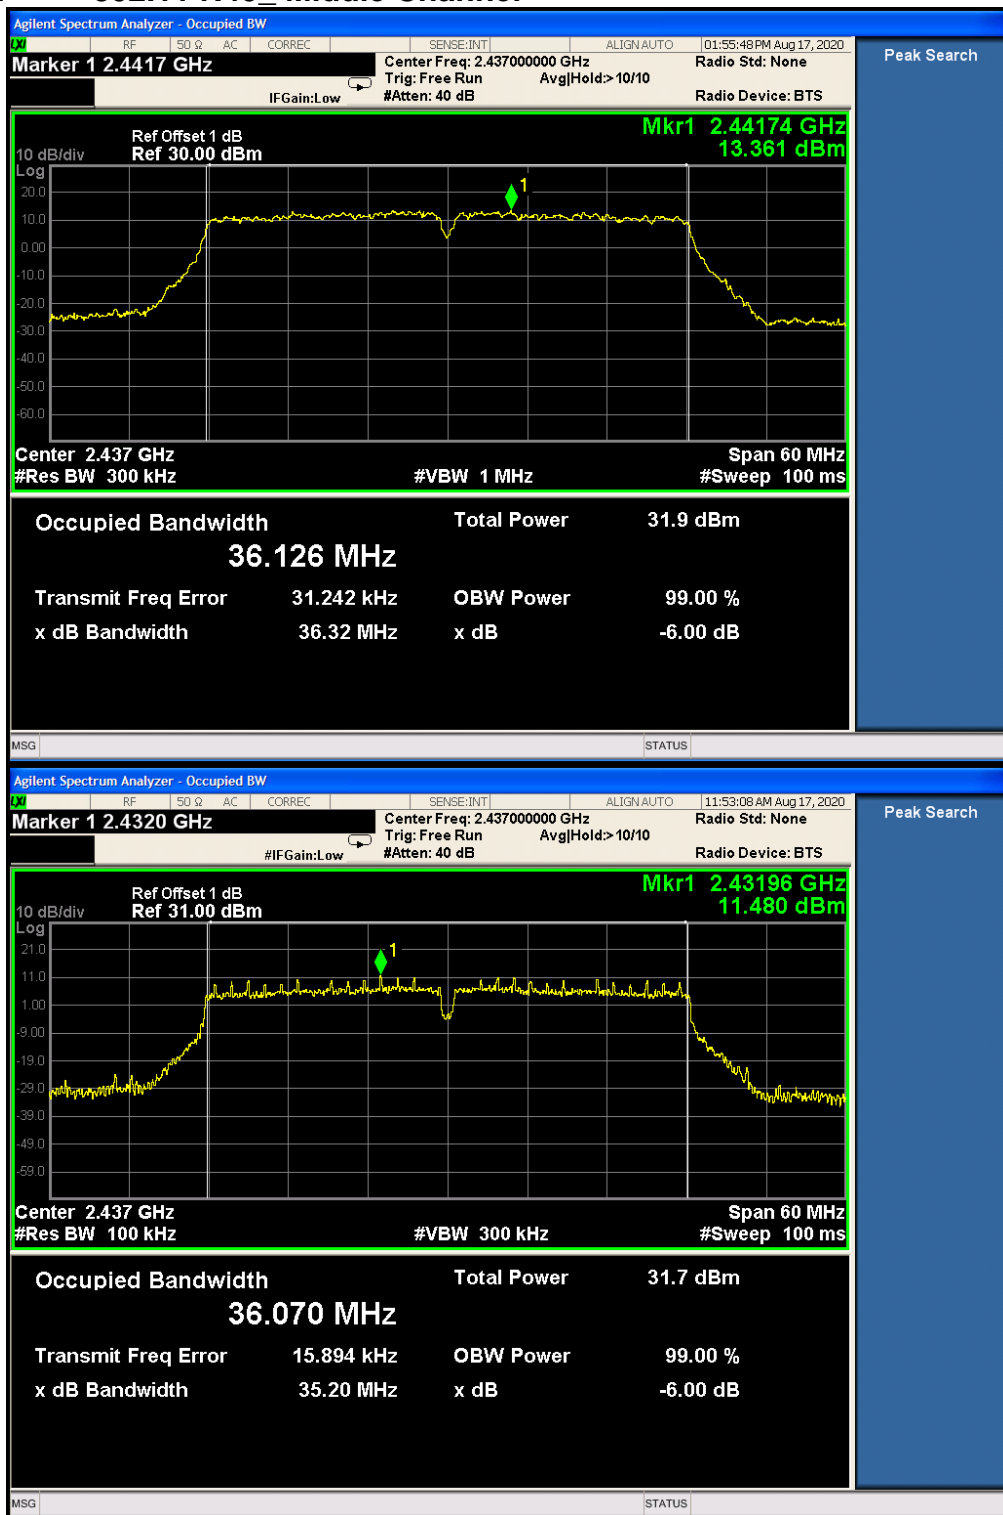 Agilent Spectrum Analyzer - Occupied BW
LXI RF 50 Ω AC CORREC SENSE:INT ALIGN AUTO 01:55:48 PM Aug 17, 2020
Marker 1 2.4417 GHz
Center Freq: 2.437000000 GHz Radio Std: None
Trig: Free Run Avg|Hold:>10/10
IFGain:Low #Atten: 40 dB Radio Device: BTS
Peak Search
Ref Offset 1 dB Mkr1 2.44174 GHz
10 dB/div Ref 30.00 dBm 13.361 dBm
Log
1
20.0
10.0
0.00
-10.0
-20.0
-30.0
-40.0
-50.0
-60.0
Center 2.437 GHz Span 60 MHz
#Res BW 300 kHz #VBW 1 MHz #Sweep 100 ms
Occupied Bandwidth Total Power 31.9 dBm
36.126 MHz
Transmit Freq Error 31.242 kHz OBW Power 99.00 %
x dB Bandwidth 36.32 MHz x dB -6.00 dB
MSG STATUS
Agilent Spectrum Analyzer - Occupied BW
LXI RF 50 Ω AC CORREC SENSE:INT ALIGN AUTO 11:53:08 AM Aug 17, 2020
Marker 1 2.4320 GHz
Center Freq: 2.437000000 GHz Radio Std: None
Trig: Free Run Avg|Hold:>10/10
#IFGain:Low #Atten: 40 dB Radio Device: BTS
Peak Search
Ref Offset 1 dB Mkr1 2.43196 GHz
10 dB/div Ref 31.00 dBm 11.480 dBm
Log
1
21.0
11.0
1.00
-9.00
-19.0
-29.0
-39.0
-49.0
-59.0
Center 2.437 GHz Span 60 MHz
#Res BW 100 kHz #VBW 300 kHz #Sweep 100 ms
Occupied Bandwidth Total Power 31.7 dBm
36.070 MHz
Transmit Freq Error 15.894 kHz OBW Power 99.00 %
x dB Bandwidth 35.20 MHz x dB -6.00 dB
MSG STATUS